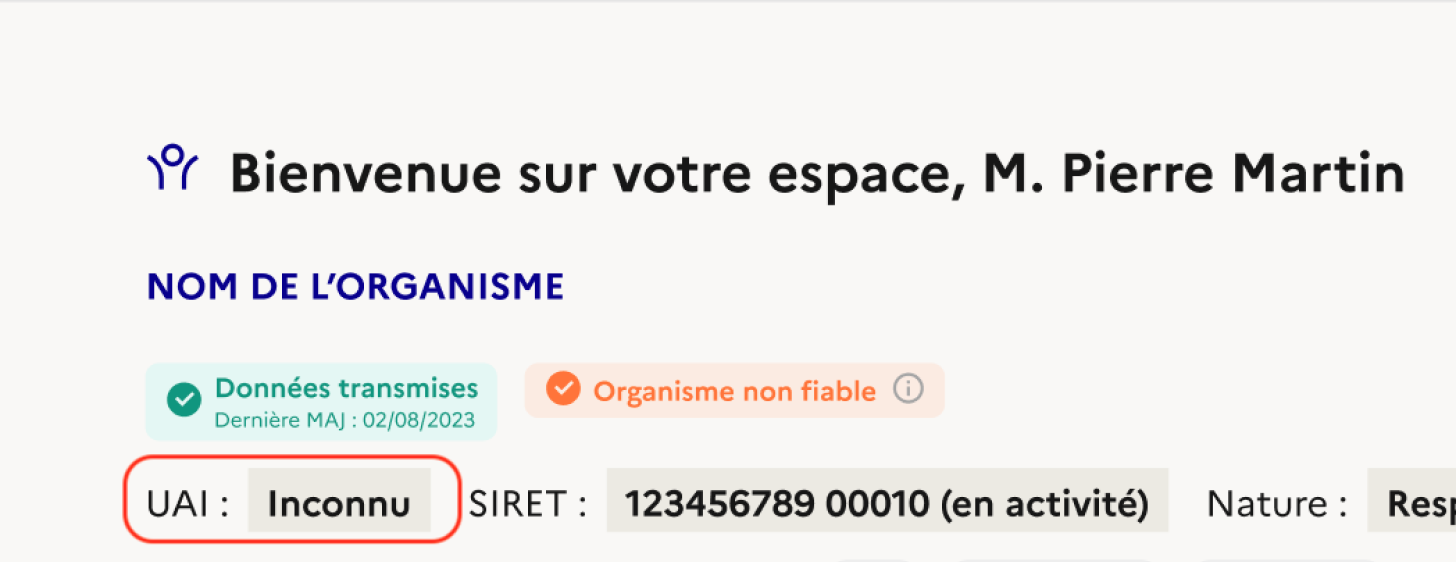 Bienvenue sur votre espace, M. Pierre Martin
NOM DE L’ORGANISME
Données transmises
Dernière MAJ : 02/08/2023
Organisme non fiable
UAI : Inconnu SIRET : 123456789 00010 (en activité) Nature :